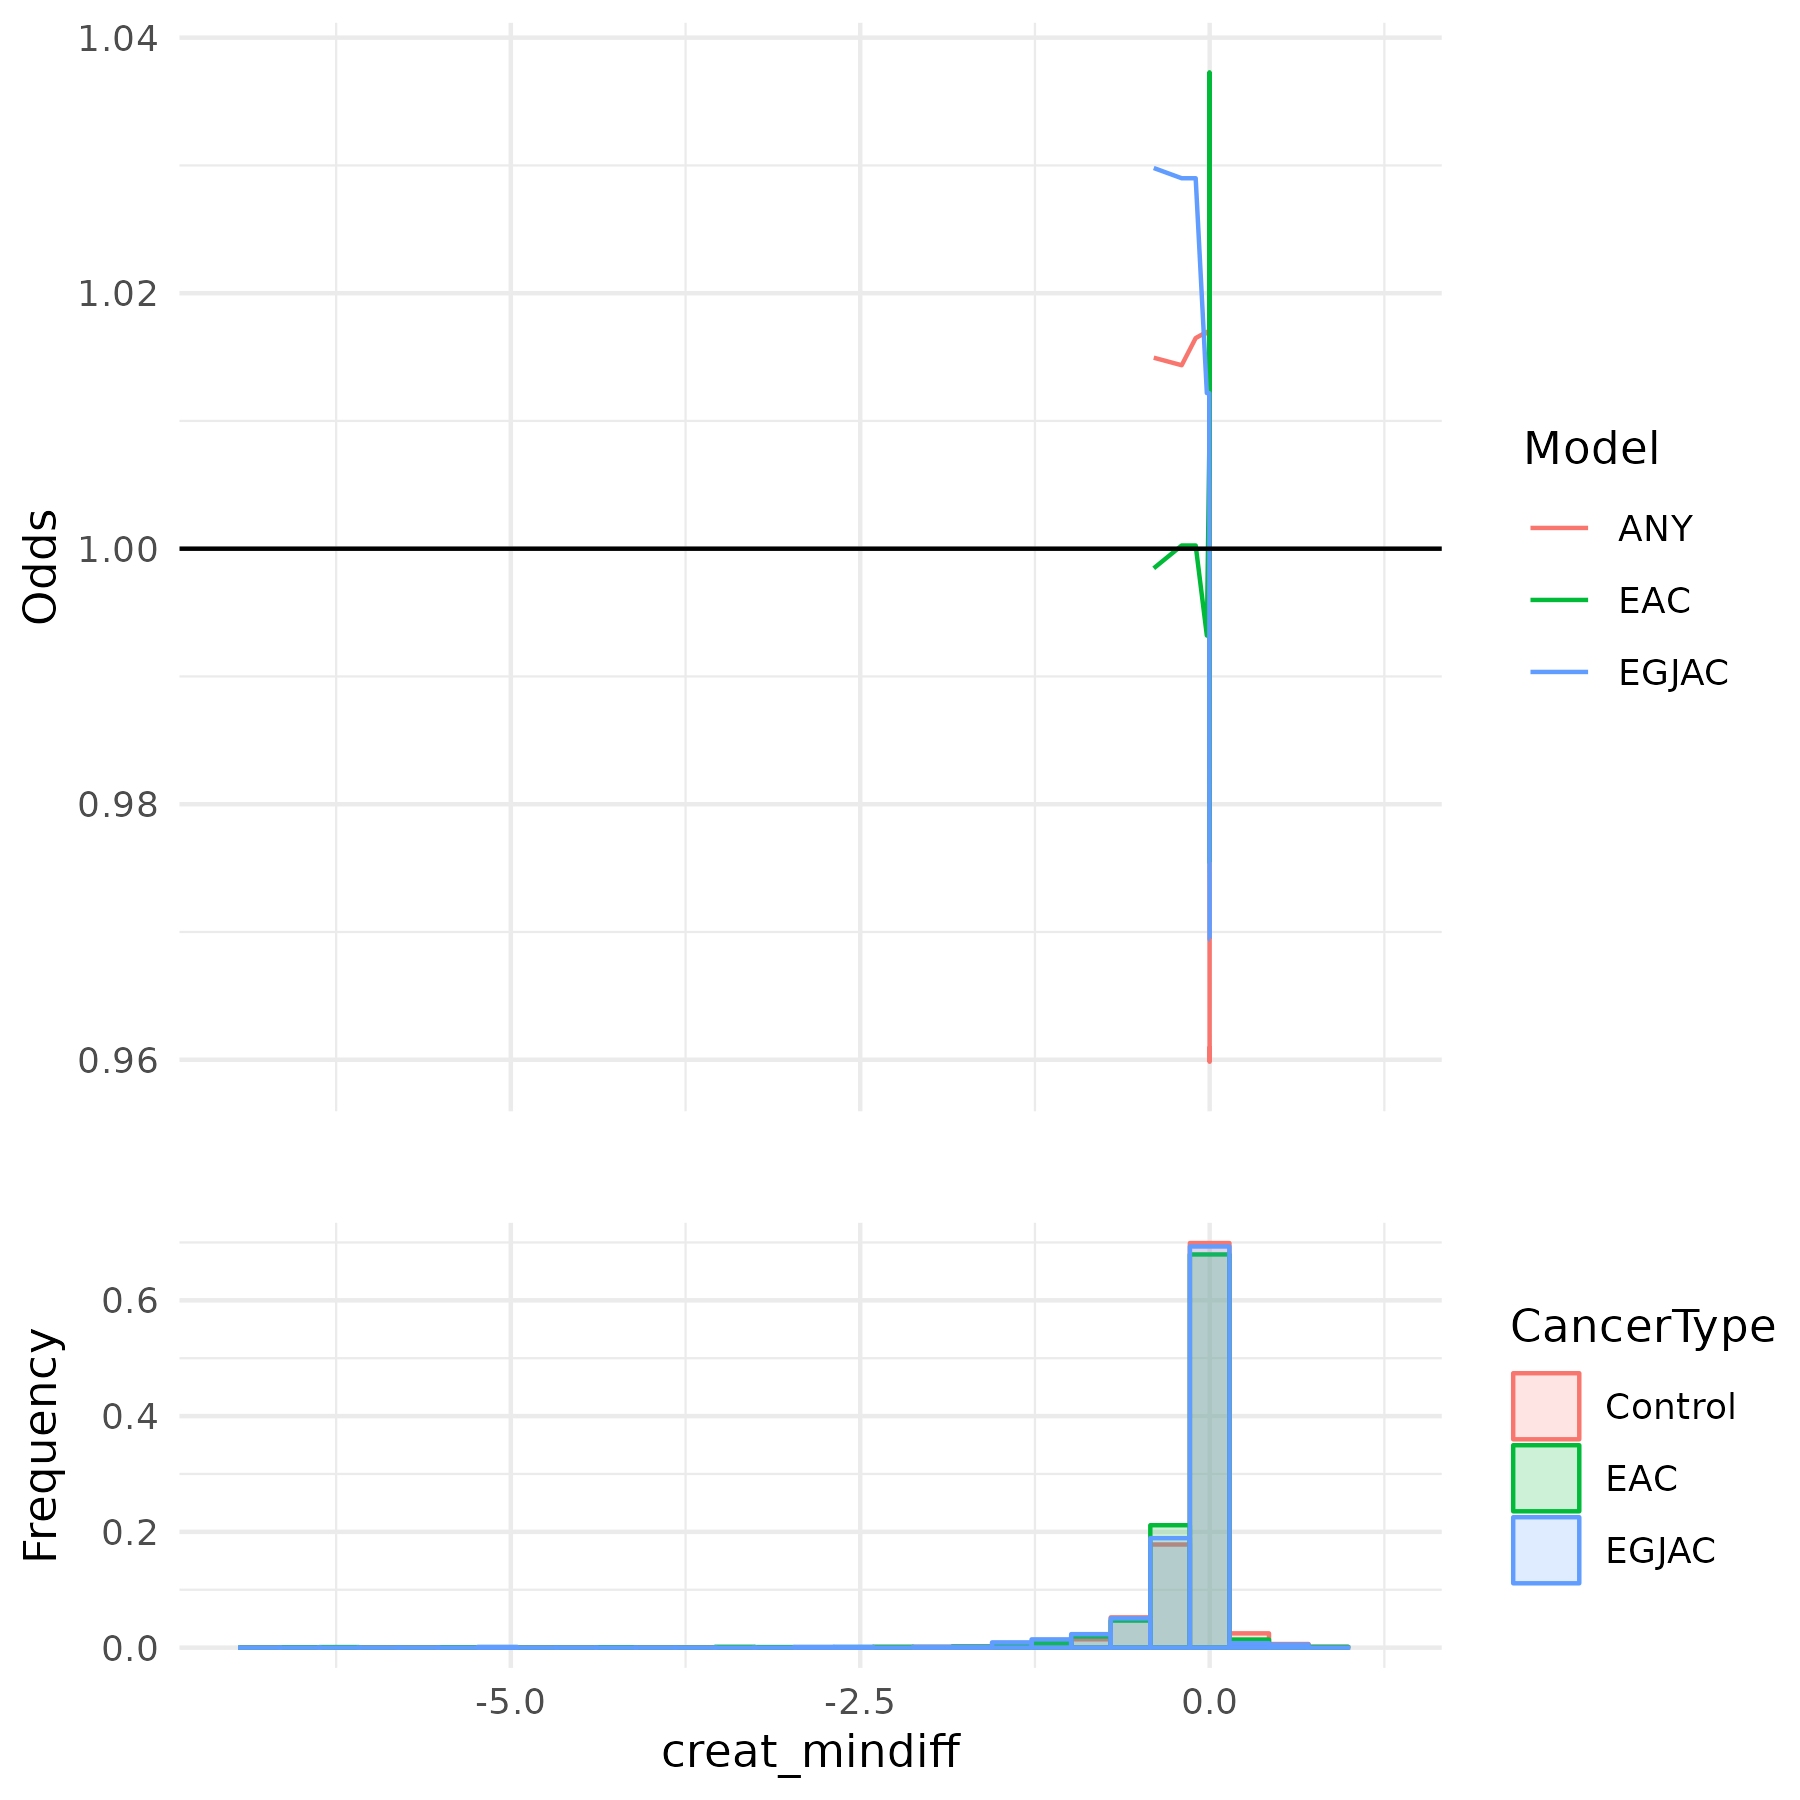 1.04
1.02
1.00
0.98
0.96
Odds
Model
ANY
EAC
EGJAC
0.6
0.4
0.2
0.0
Frequency
-5.0
-2.5
0.0
creat_mindiff
CancerType
Control
EAC
EGJAC